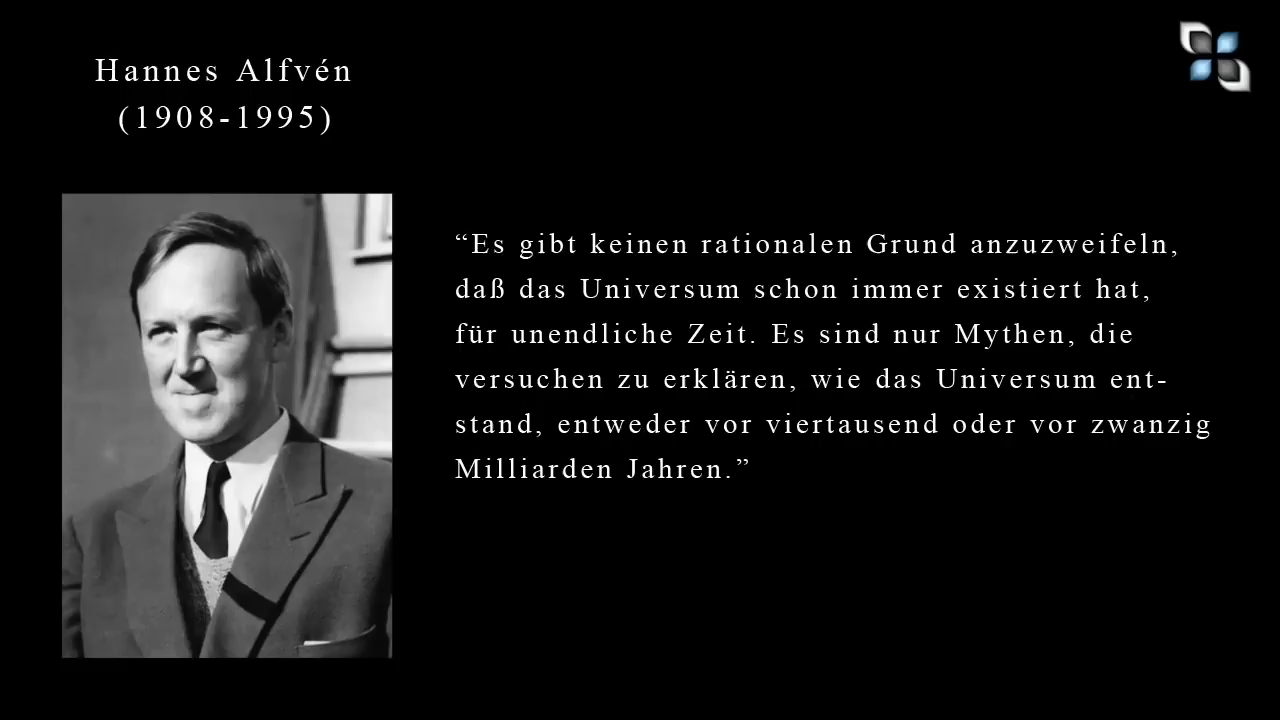 Hannes Alfvén
(1908-1995)
“Es gibt keinen rationalen Grund anzuzweifeln,
daß das Universum schon immer existiert hat,
für unendliche Zeit. Es sind nur Mythen, die
versuchen zu erklären, wie das Universum ent-
stand, entweder vor viertausend oder vor zwanzig
Milliarden Jahren.”